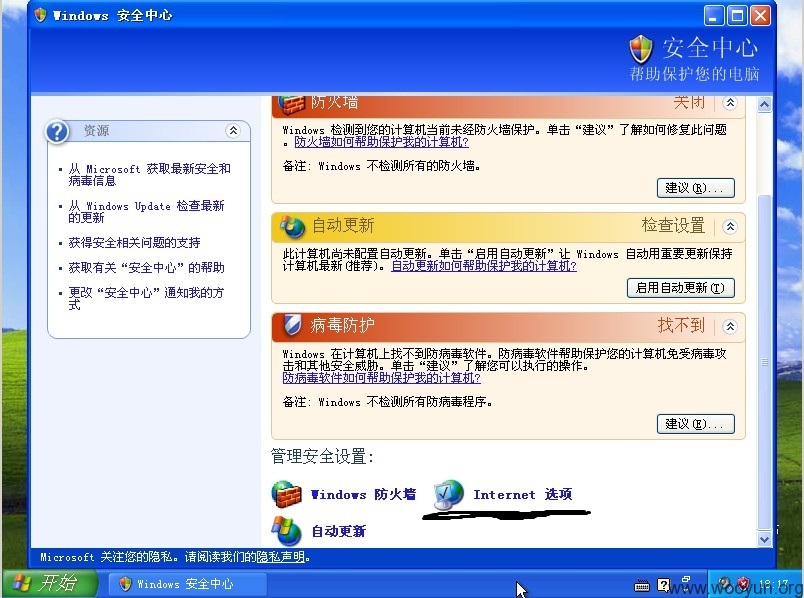 Windows 安全中心
安全中心
帮助保护您的电脑
资源
从 Microsoft 获取最新安全和
病毒信息
从 Windows Update 检查最新
的更新
获得安全相关问题的支持
获取有关“安全中心”的帮助
更改“安全中心”通知我的方
式
防火墙 关闭
Windows 检测到您的计算机当前未经防火墙保护。单击“建议”了解如何修复此问题
。防火墙如何帮助保护我的计算机?
备注: Windows 不检测所有的防火墙。
建议(R)...
自动更新 检查设置
此计算机尚未配置自动更新。单击“启用自动更新”让 Windows 自动用重要更新保持
计算机最新(推荐)。自动更新如何帮助保护我的计算机?
启用自动更新(T)
病毒防护 找不到
Windows 在计算机上找不到防病毒软件。防病毒软件帮助保护您的计算机免受病毒攻
击和其他安全威胁。单击“建议”了解您可以执行的操作。
防病毒软件如何帮助保护我的计算机?
备注: Windows 不检测所有防病毒程序。
建议(E)...
管理安全设置:
Windows 防火墙 Internet 选项
自动更新
Microsoft 关注您的隐私。请阅读我们的隐私声明。
开始 Windows 安全中心 18:17
www.wooyun.org